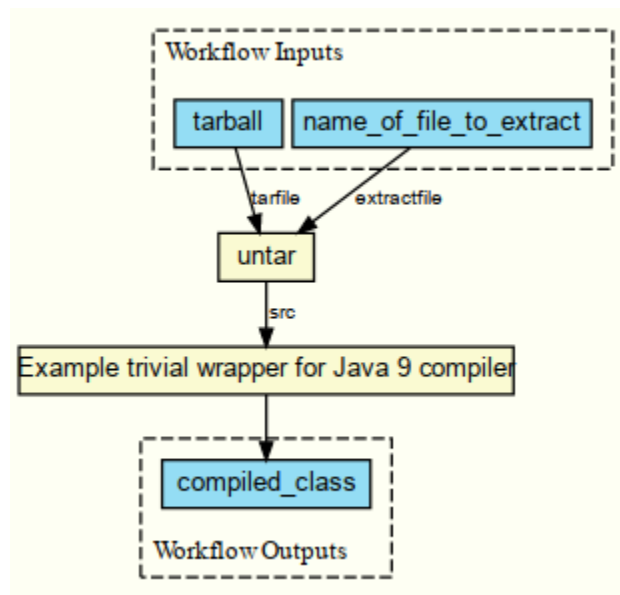 Workflow Inputs
tarball
name_of_file_to_extract
tarfile
extractfile
untar
src
Example trivial wrapper for Java 9 compiler
compiled_class
Workflow Outputs